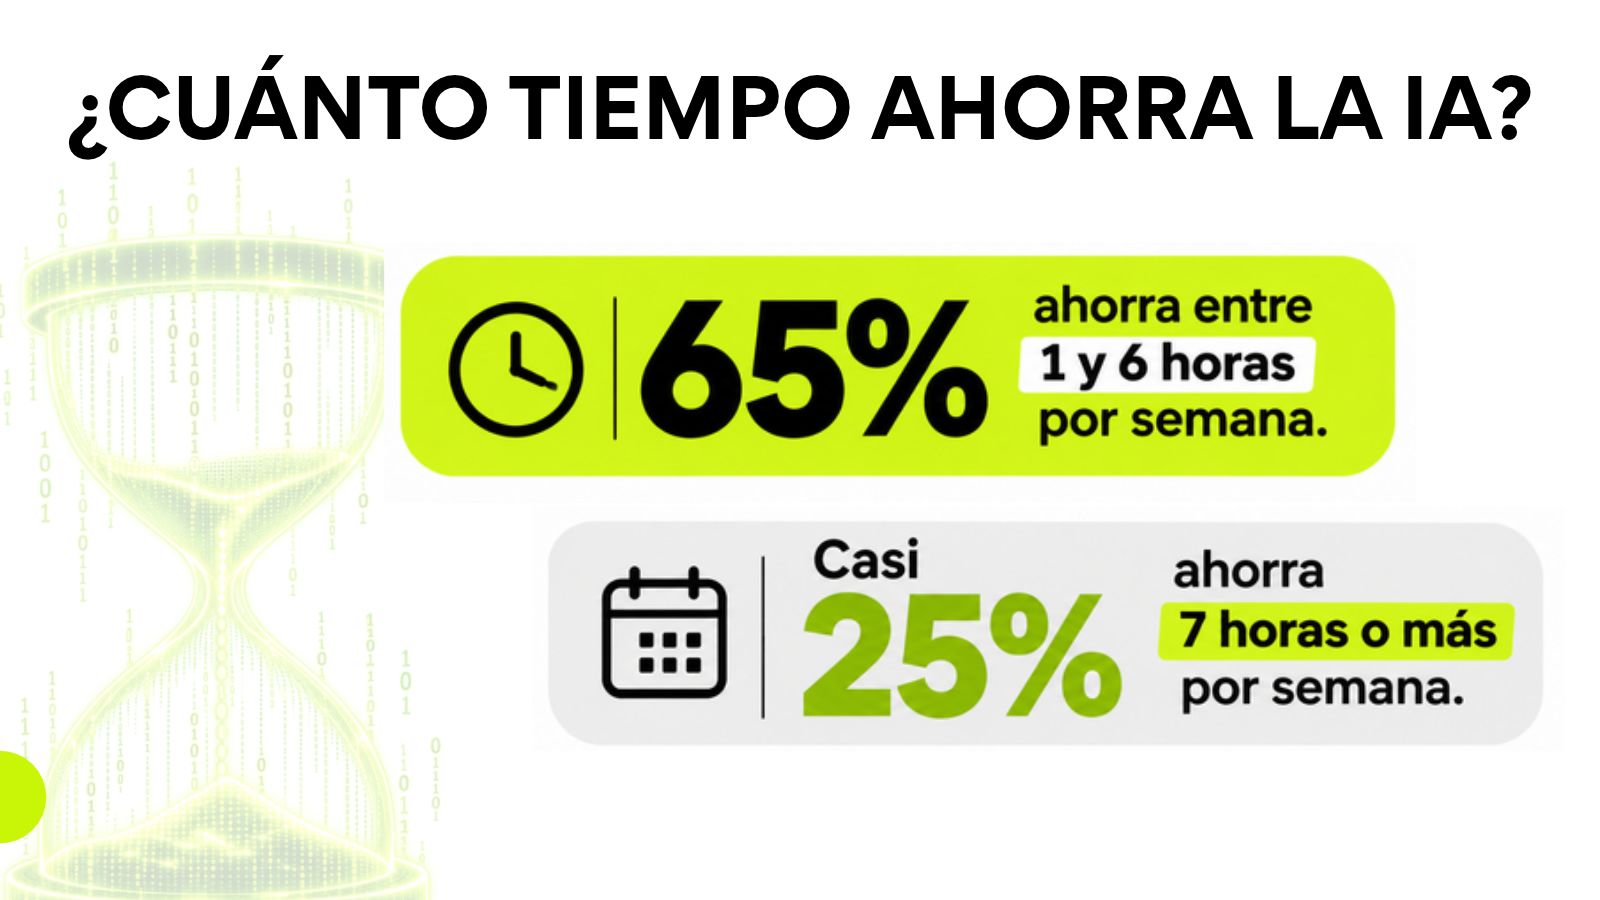 ¿CUÁNTO TIEMPO AHORRA LA IA?
65%
ahorra entre
1 y 6 horas
por semana.
Casi
25%
ahorra
7 horas o más
por semana.